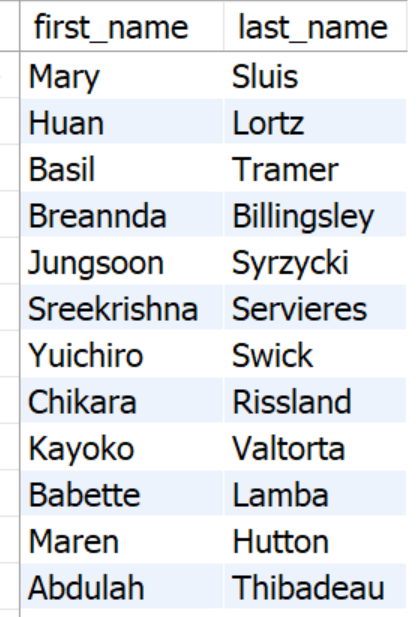 first_name last_name
Mary Sluis
Huan Lortz
Basil Tramer
Breannda Billingsley
Jungsoon Syrzycki
Sreekrishna Servieres
Yuichiro Swick
Chikara Rissland
Kayoko Valtorta
Babette Lamba
Maren Hutton
Abdulah Thibadeau